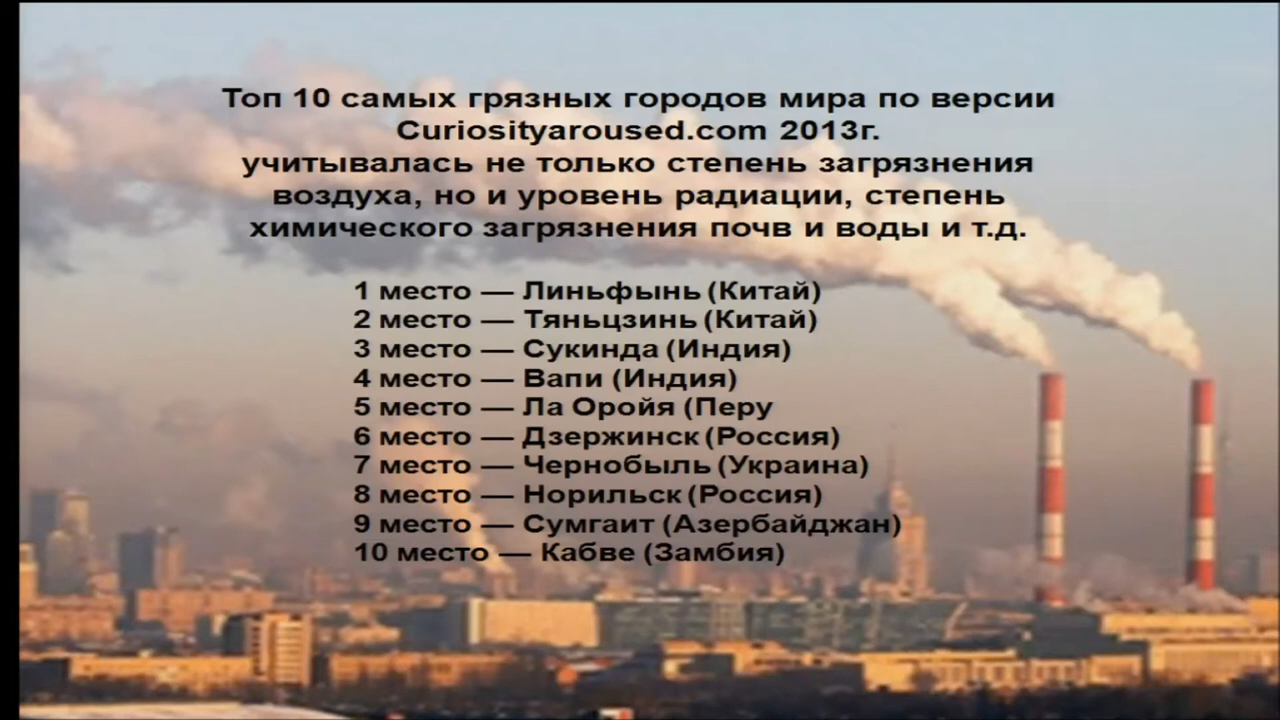 Топ 10 самых грязных городов мира по версии
Curiosityaroused.com 2013г.
учитывалась не только степень загрязнения
воздуха, но и уровень радиации, степень
химического загрязнения почв и воды и т.д.
1 место — Линьфынь (Китай)
2 место — Тяньцзинь (Китай)
3 место — Сукинда (Индия)
4 место — Вапи (Индия)
5 место — Ла Оройя (Перу
6 место — Дзержинск (Россия)
7 место — Чернобыль (Украина)
8 место — Норильск (Россия)
9 место — Сумгаит (Азербайджан)
10 место — Кабве (Замбия)